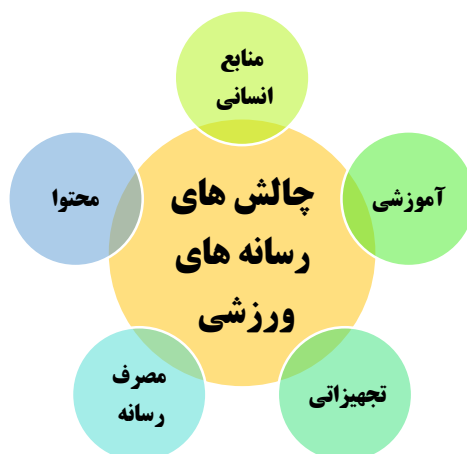 منابع
انسانی
چالش های
رسانه های
ورزشی
آموزشی
تجهیزاتی
مصرف
رسانه
محتوا